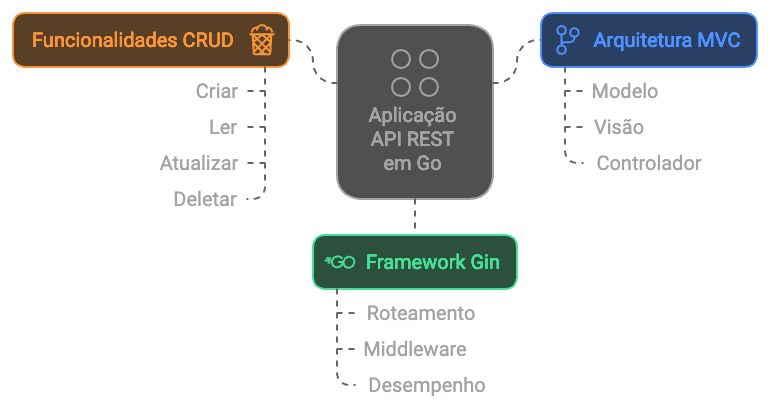 Funcionalidades CRUD
Criar
Ler
Atualizar
Deletar
Aplicação
API REST
em Go
Arquitetura MVC
Modelo
Visão
Controlador
GO Framework Gin
Roteamento
Middleware
Desempenho